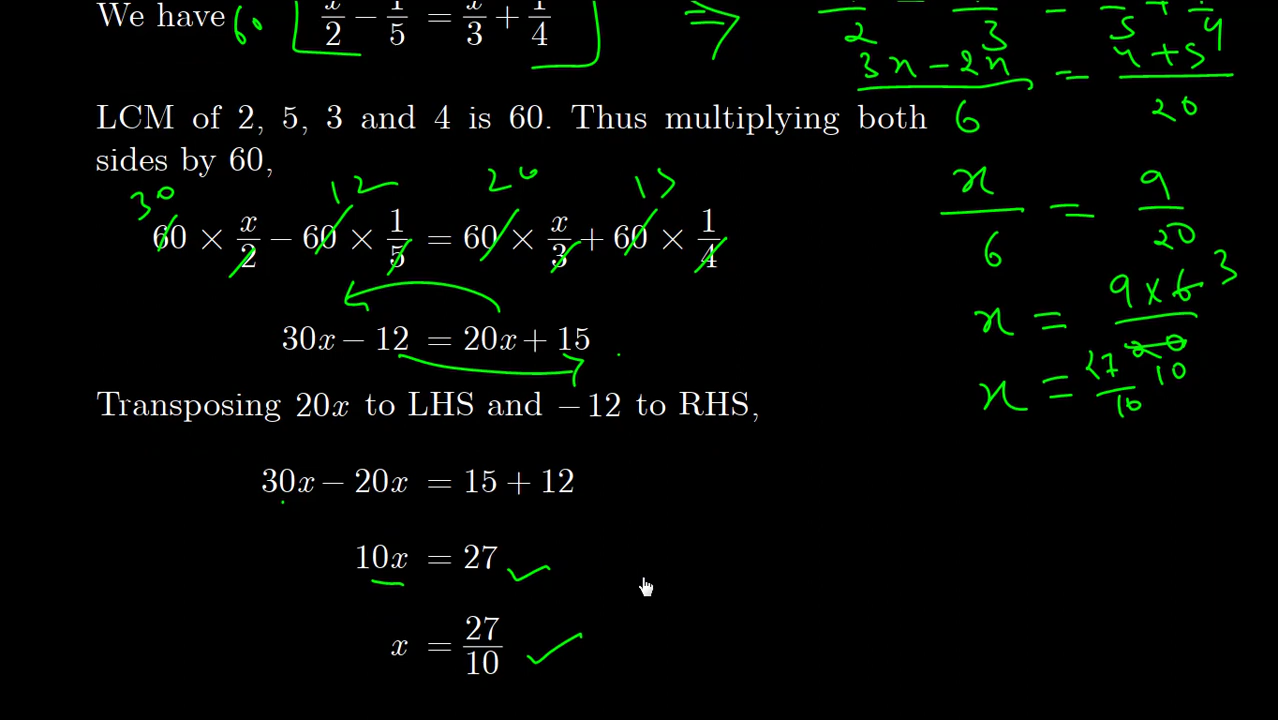 We have 60 [ x/2 − 1/5 = x/3 + 1/4 ] ⇒
LCM of 2, 5, 3 and 4 is 60. Thus multiplying both
sides by 60,
30 12 20 15
60 × x/2 − 60 × 1/5 = 60 × x/3 + 60 × 1/4
30x − 12 = 20x + 15
Transposing 20x to LHS and −12 to RHS,
30x − 20x = 15 + 12
10x = 27 ✓
x = 27/10 ✓
(3x − 2x)/6 = (4 + 5)/20
x/6 = 9/20
x = (9 × 6)/20 3 10
x = 27/10